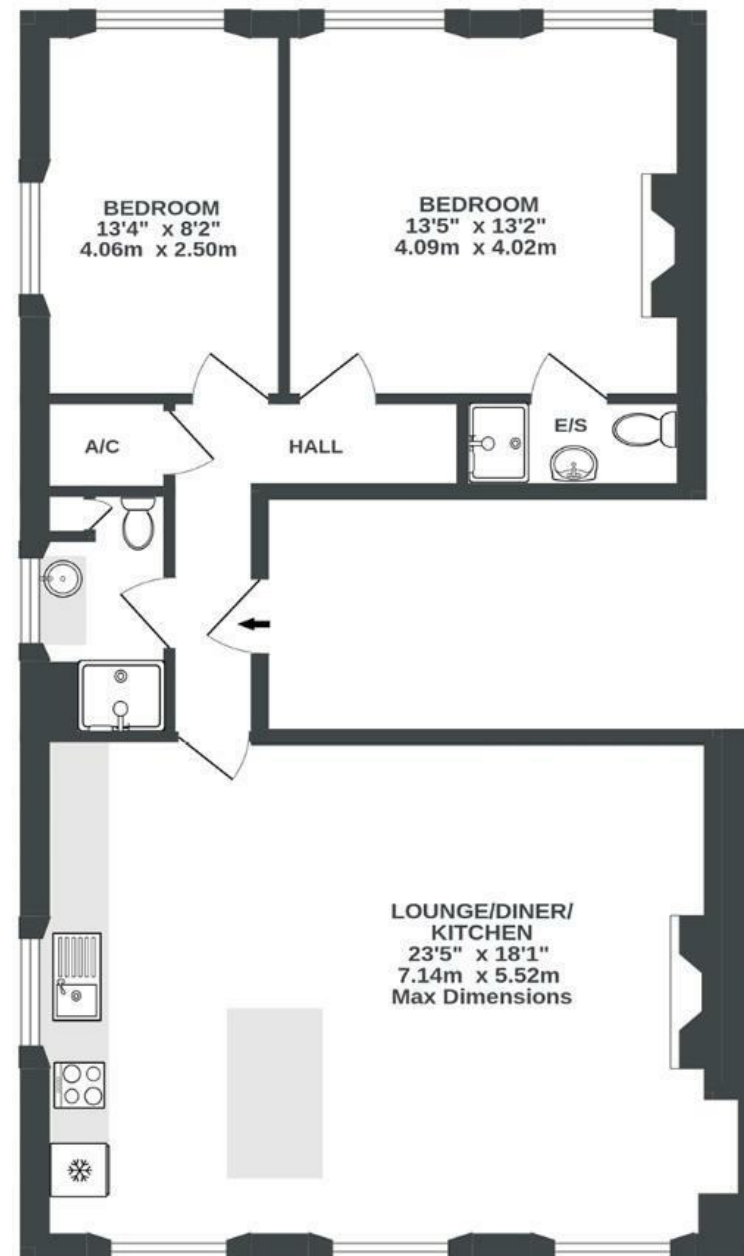 BEDROOM
13'4" x 8'2"
4.06m x 2.50m
BEDROOM
13'5" x 13'2"
4.09m x 4.02m
A/C
HALL
E/S
LOUNGE/DINER/
KITCHEN
23'5" x 18'1"
7.14m x 5.52m
Max Dimensions